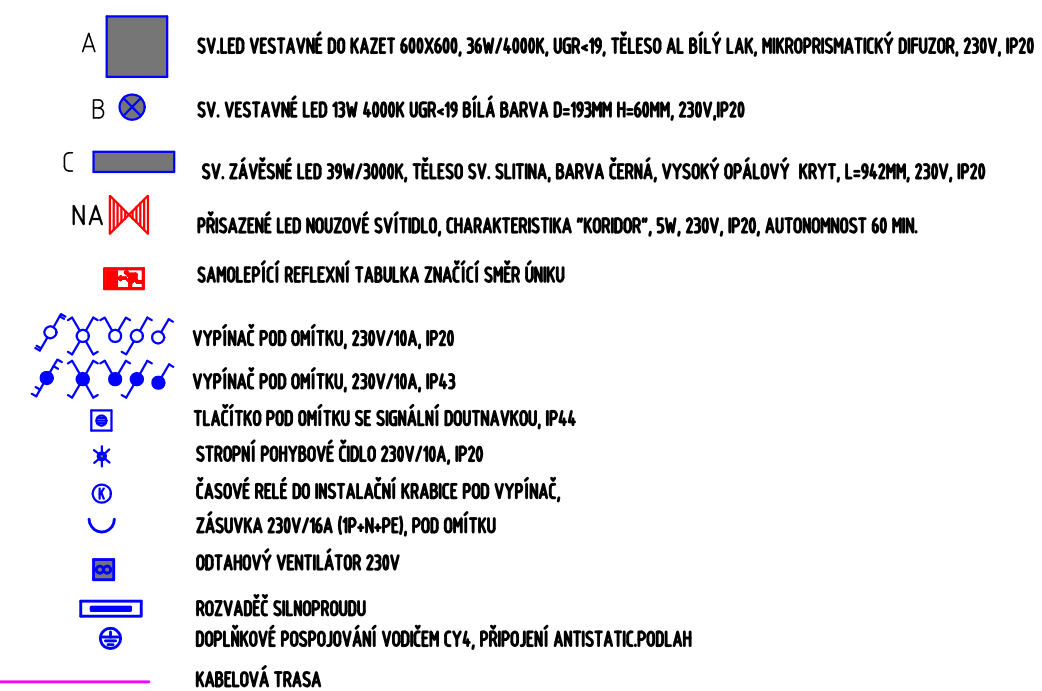 A SV.LED VESTAVNÉ DO KAZET 600X600, 36W/4000K, UGR<19, TĚLESO AL BÍLÝ LAK, MIKROPRISMATICKÝ DIFUZOR, 230V, IP20
B SV. VESTAVNÉ LED 13W 4000K UGR<19 BÍLÁ BARVA D=193MM H=60MM, 230V,IP20
C SV. ZÁVĚSNÉ LED 39W/3000K, TĚLESO SV. SLITINA, BARVA ČERNÁ, VYSOKÝ OPÁLOVÝ KRYT, L=942MM, 230V, IP20
NA PŘISAZENÉ LED NOUZOVÉ SVÍTIDLO, CHARAKTERISTIKA "KORIDOR", 5W, 230V, IP20, AUTONOMNOST 60 MIN.
SAMOLEPÍCÍ REFLEXNÍ TABULKA ZNAČÍCÍ SMĚR ÚNIKU
VYPÍNAČ POD OMÍTKU, 230V/10A, IP20
VYPÍNAČ POD OMÍTKU, 230V/10A, IP43
TLAČÍTKO POD OMÍTKU SE SIGNÁLNÍ DOUTNAVKOU, IP44
STROPNÍ POHYBOVÉ ČIDLO 230V/10A, IP20
K ČASOVÉ RELÉ DO INSTALAČNÍ KRABICE POD VYPÍNAČ,
ZÁSUVKA 230V/16A (1P+N+PE), POD OMÍTKU
ODTAHOVÝ VENTILÁTOR 230V
ROZVADĚČ SILNOPROUDU
DOPLŇKOVÉ POSPOJOVÁNÍ VODIČEM CY4, PŘIPOJENÍ ANTISTATIC.PODLAH
KABELOVÁ TRASA